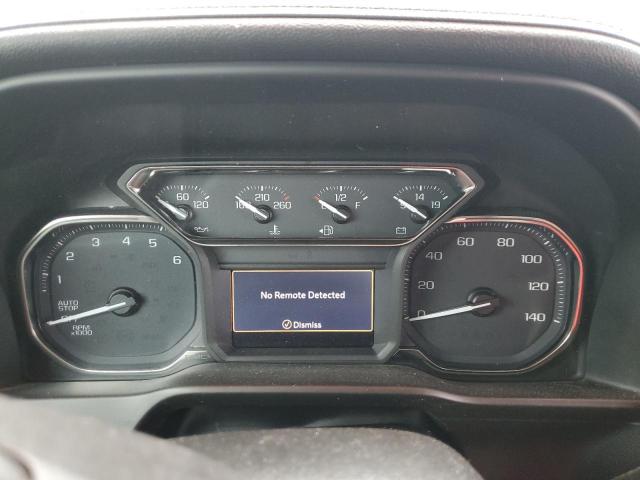 60 120
210 260
1/2 F
14 19
1 2 3 4 5 6
AUTO
STOP
OFF
RPM
x1000
No Remote Detected
Dismiss
0 20 40 60 80 100 120 140